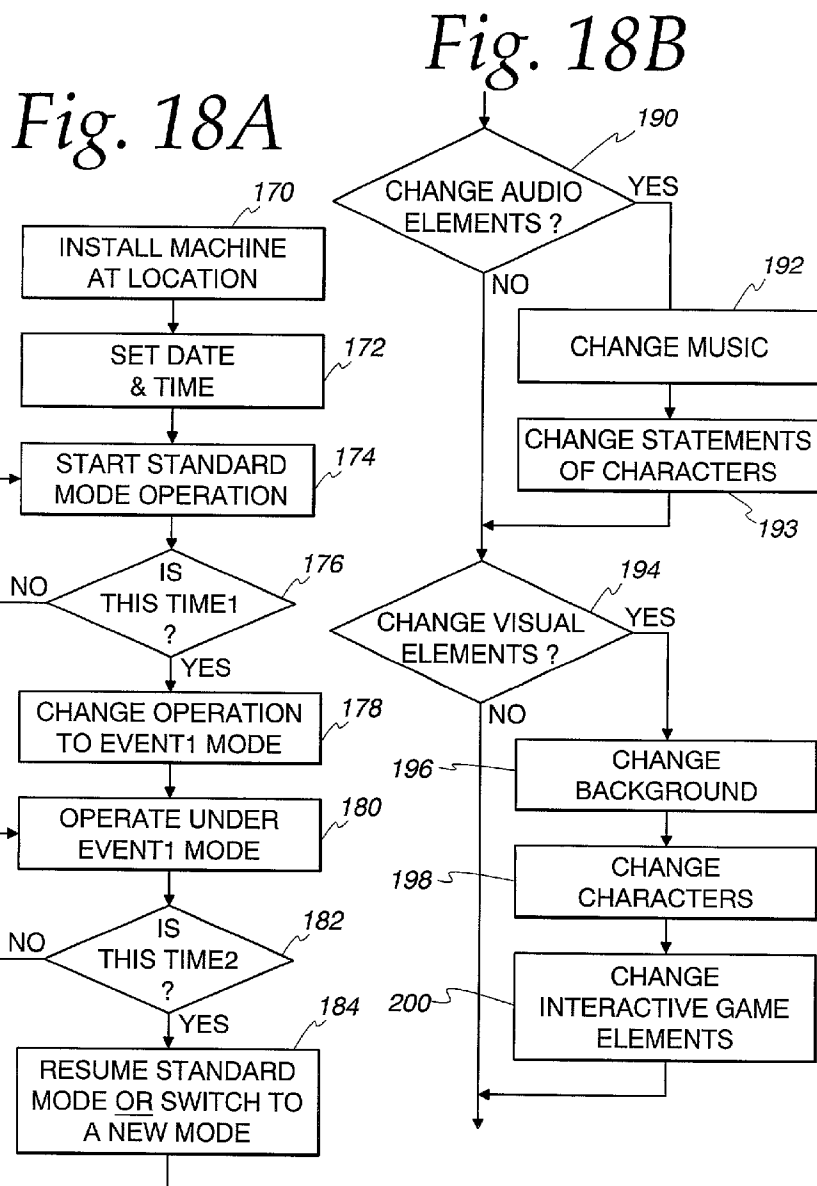 Fig. 18A
170
INSTALL MACHINE
AT LOCATION
SET DATE
& TIME
172
START STANDARD
MODE OPERATION
174
IS
THIS TIME1
?
176
NO
YES
CHANGE OPERATION
TO EVENT1 MODE
178
OPERATE UNDER
EVENT1 MODE
180
IS
THIS TIME2
?
182
NO
YES
184
RESUME STANDARD
MODE OR SWITCH TO
A NEW MODE
Fig. 18B
190
CHANGE AUDIO
ELEMENTS ?
YES
NO
192
CHANGE MUSIC
CHANGE STATEMENTS
OF CHARACTERS
193
194
CHANGE VISUAL
ELEMENTS ?
YES
NO
196
CHANGE
BACKGROUND
198
CHANGE
CHARACTERS
200
CHANGE
INTERACTIVE GAME
ELEMENTS